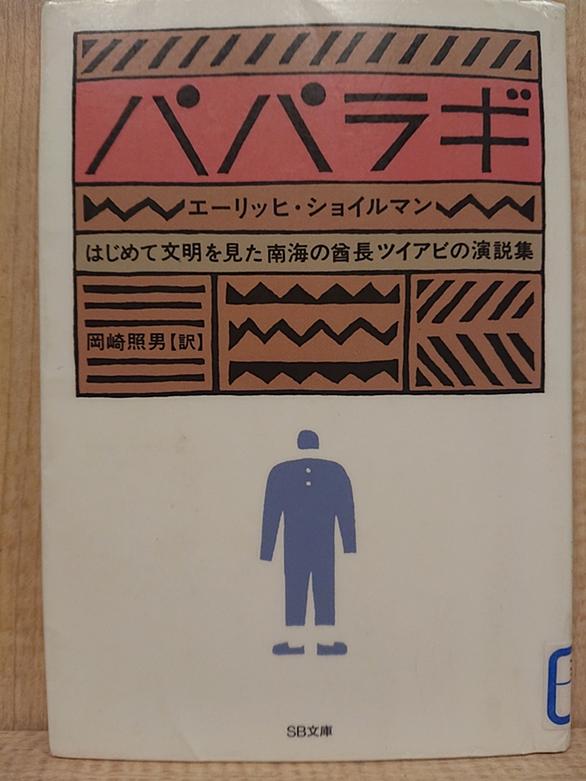 パパラギ
エーリッヒ・ショイルマン
はじめて文明を見た南海の酋長ツイアビの演説集
岡崎照男【訳】
SB文庫